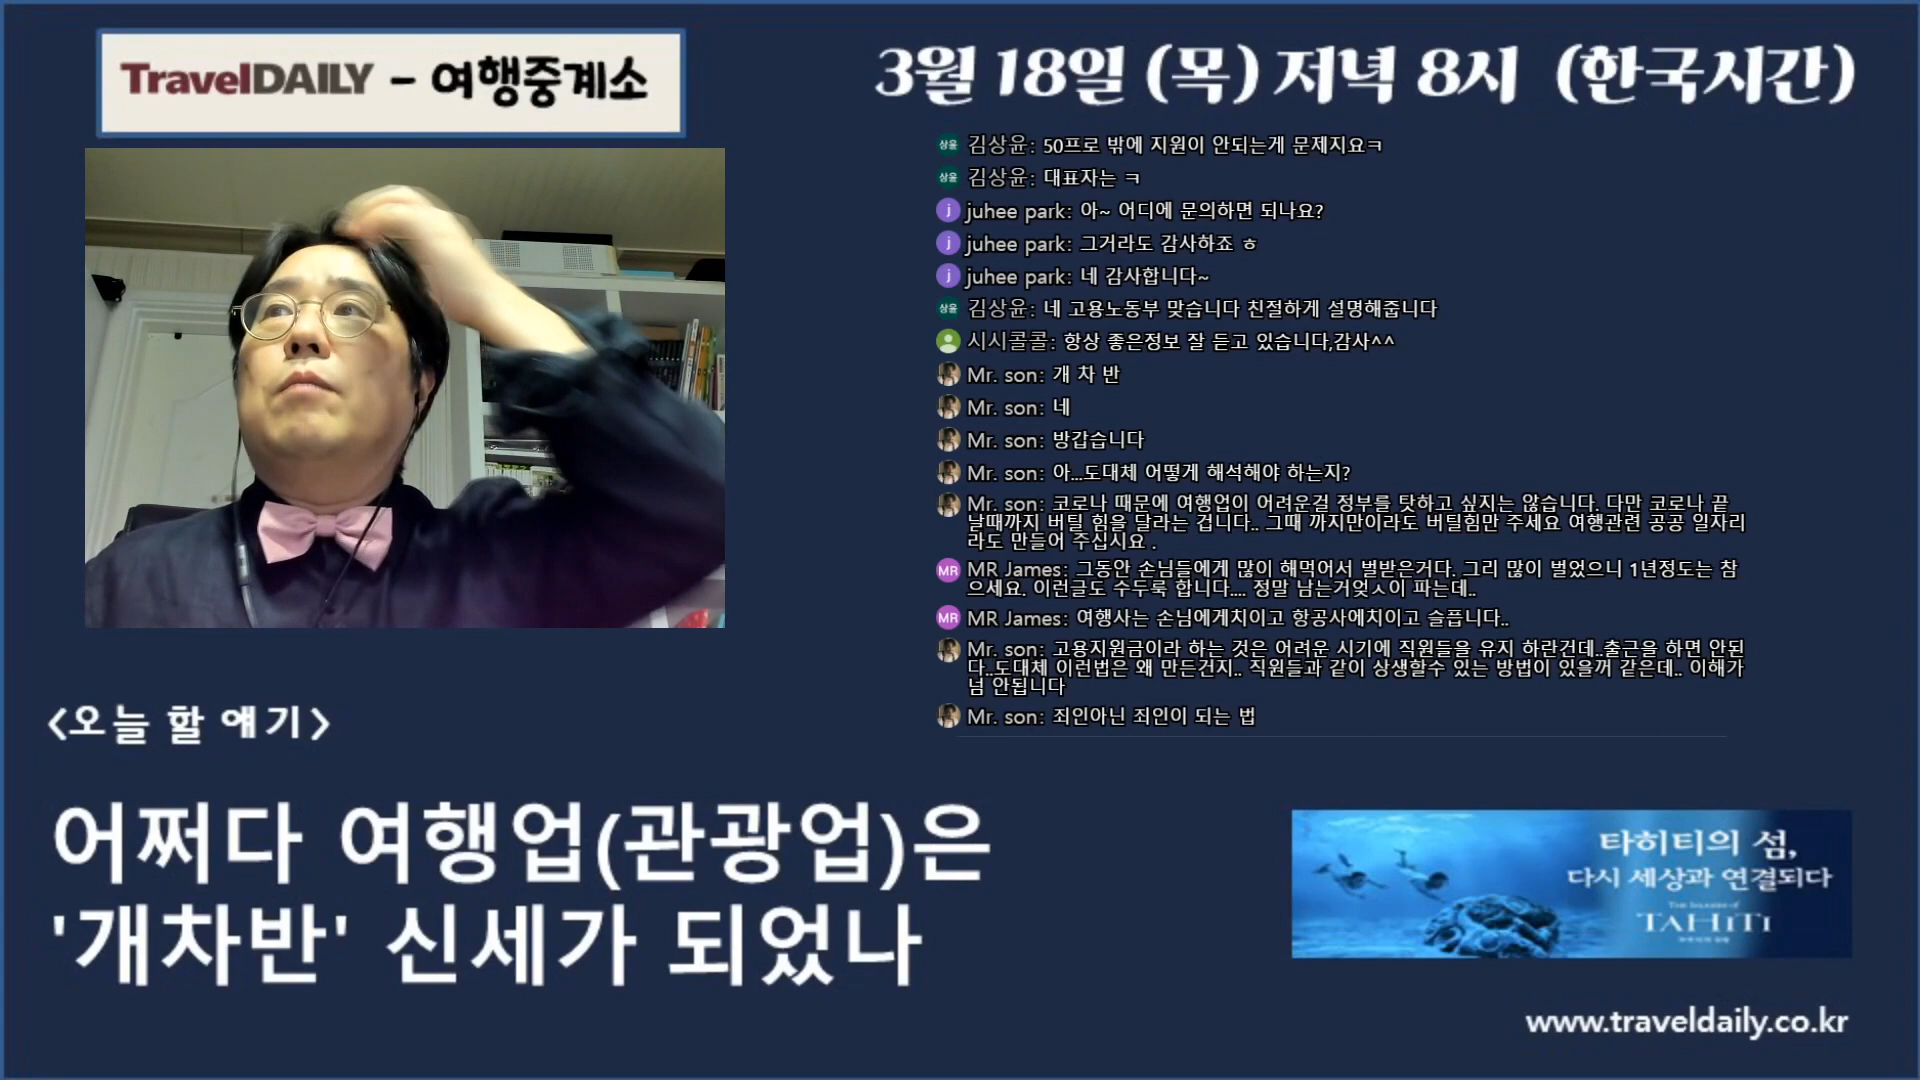 TravelDAILY - 여행중계소
3월 18일 (목) 저녁 8시 (한국시간)
상윤 김상윤: 50프로 밖에 지원이 안되는게 문제지요ㅋ
상윤 김상윤: 대표자는 ㅋ
j juhee park: 아~ 어디에 문의하면 되나요?
j juhee park: 그거라도 감사하죠 ㅎ
j juhee park: 네 감사합니다~
상윤 김상윤: 네 고용노동부 맞습니다 친절하게 설명해줍니다
시시콜콜: 항상 좋은정보 잘 듣고 있습니다,감사^^
Mr. son: 개 차 반
Mr. son: 네
Mr. son: 방갑습니다
Mr. son: 아...도대체 어떻게 해석해야 하는지?
Mr. son: 코로나 때문에 여행업이 어려운걸 정부를 탓하고 싶지는 않습니다. 다만 코로나 끝
날때까지 버틸 힘을 달라는 겁니다.. 그때 까지만이라도 버틸힘만 주세요 여행관련 공공 일자리
라도 만들어 주십시요 .
MR MR James: 그동안 손님들에게 많이 해먹어서 벌받은거다. 그리 많이 벌었으니 1년정도는 참
으세요. 이런글도 수두룩 합니다.... 정말 남는거엊ㅅ이 파는데..
MR MR James: 여행사는 손님에게치이고 항공사에치이고 슬픕니다..
Mr. son: 고용지원금이라 하는 것은 어려운 시기에 직원들을 유지 하란건데..출근을 하면 안된
다..도대체 이런법은 왜 만든건지.. 직원들과 같이 상생할수 있는 방법이 있을꺼 같은데.. 이해가
넘 안됩니다
Mr. son: 죄인아닌 죄인이 되는 법
<오늘 할 얘기>
어쩌다 여행업(관광업)은
'개차반' 신세가 되었나
타히티의 섬,
다시 세상과 연결되다
The Islands of
TAHITI
www.traveldaily.co.kr